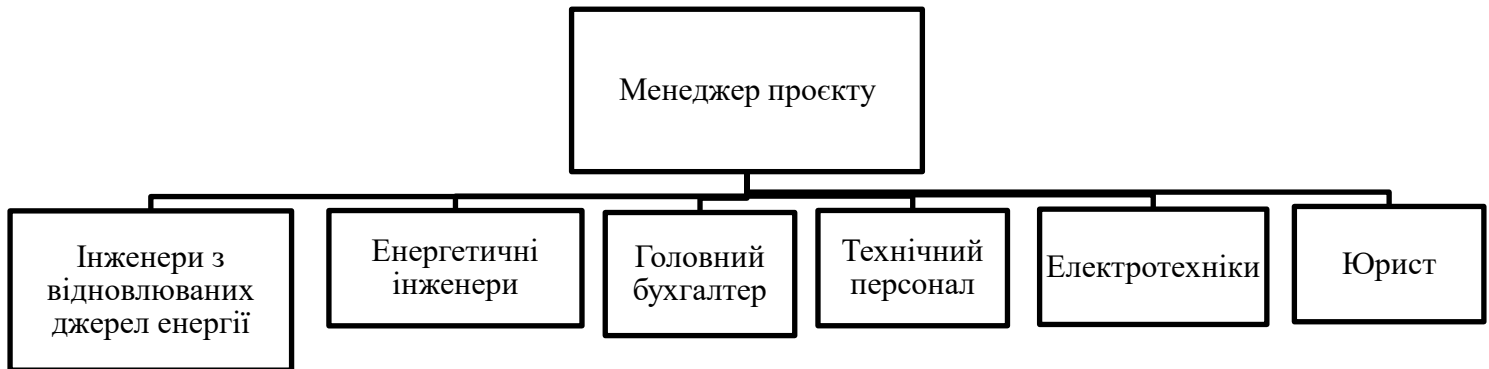 Менеджер проєкту
Інженери з
відновлюваних
джерел енергії
Енергетичні
інженери
Головний
бухгалтер
Технічний
персонал
Електротехніки
Юрист